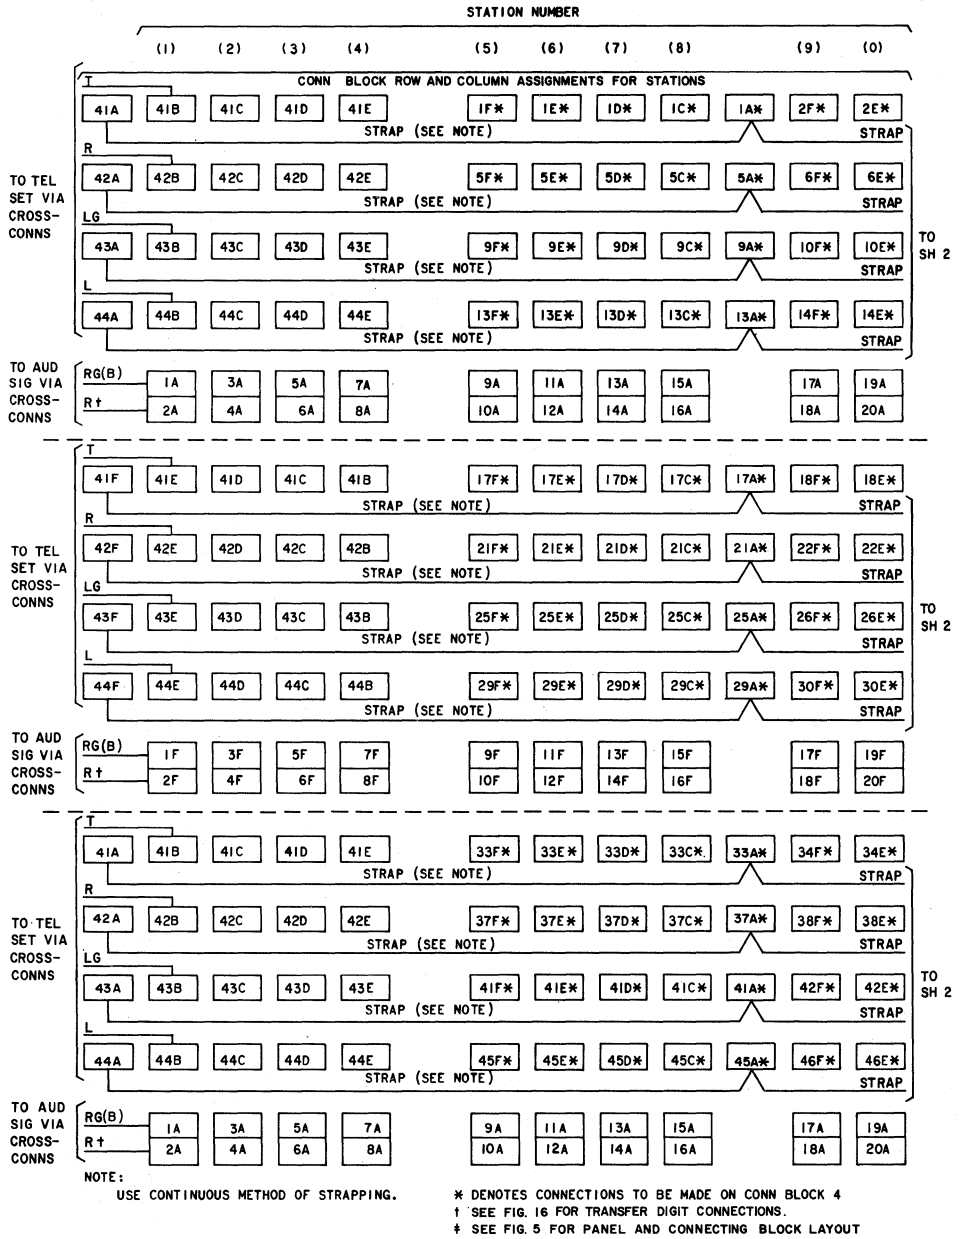 STATION NUMBER
(1) (2) (3) (4) (5) (6) (7) (8) (9) (0)
CONN BLOCK ROW AND COLUMN ASSIGNMENTS FOR STATIONS
T
41A 41B 41C 41D 41E 1F* 1E* 1D* 1C* 1A* 2F* 2E*
STRAP (SEE NOTE) STRAP
R
42A 42B 42C 42D 42E 5F* 5E* 5D* 5C* 5A* 6F* 6E*
STRAP (SEE NOTE) STRAP
TO TEL
SET VIA
CROSS-
CONNS
LG
43A 43B 43C 43D 43E 9F* 9E* 9D* 9C* 9A* 10F* 10E*
STRAP (SEE NOTE) STRAP
TO
SH 2
L
44A 44B 44C 44D 44E 13F* 13E* 13D* 13C* 13A* 14F* 14E*
STRAP (SEE NOTE) STRAP
TO AUD
SIG VIA
CROSS-
CONNS
RG(B) 1A 3A 5A 7A 9A 11A 13A 15A 17A 19A
R† 2A 4A 6A 8A 10A 12A 14A 16A 18A 20A
T
41F 41E 41D 41C 41B 17F* 17E* 17D* 17C* 17A* 18F* 18E*
STRAP (SEE NOTE) STRAP
R
42F 42E 42D 42C 42B 21F* 21E* 21D* 21C* 21A* 22F* 22E*
STRAP (SEE NOTE) STRAP
TO TEL
SET VIA
CROSS-
CONNS
LG
43F 43E 43D 43C 43B 25F* 25E* 25D* 25C* 25A* 26F* 26E*
STRAP (SEE NOTE) STRAP
TO
SH 2
L
44F 44E 44D 44C 44B 29F* 29E* 29D* 29C* 29A* 30F* 30E*
STRAP (SEE NOTE) STRAP
TO AUD
SIG VIA
CROSS-
CONNS
RG(B) 1F 3F 5F 7F 9F 11F 13F 15F 17F 19F
R† 2F 4F 6F 8F 10F 12F 14F 16F 18F 20F
T
41A 41B 41C 41D 41E 33F* 33E* 33D* 33C* 33A* 34F* 34E*
STRAP (SEE NOTE) STRAP
R
42A 42B 42C 42D 42E 37F* 37E* 37D* 37C* 37A* 38F* 38E*
STRAP (SEE NOTE) STRAP
TO TEL
SET VIA
CROSS-
CONNS
LG
43A 43B 43C 43D 43E 41F* 41E* 41D* 41C* 41A* 42F* 42E*
STRAP (SEE NOTE) STRAP
TO
SH 2
L
44A 44B 44C 44D 44E 45F* 45E* 45D* 45C* 45A* 46F* 46E*
STRAP (SEE NOTE) STRAP
TO AUD
SIG VIA
CROSS-
CONNS
RG(B) 1A 3A 5A 7A 9A 11A 13A 15A 17A 19A
R† 2A 4A 6A 8A 10A 12A 14A 16A 18A 20A
NOTE:
USE CONTINUOUS METHOD OF STRAPPING.
* DENOTES CONNECTIONS TO BE MADE ON CONN BLOCK 4
† SEE FIG. 16 FOR TRANSFER DIGIT CONNECTIONS.
‡ SEE FIG. 5 FOR PANEL AND CONNECTING BLOCK LAYOUT